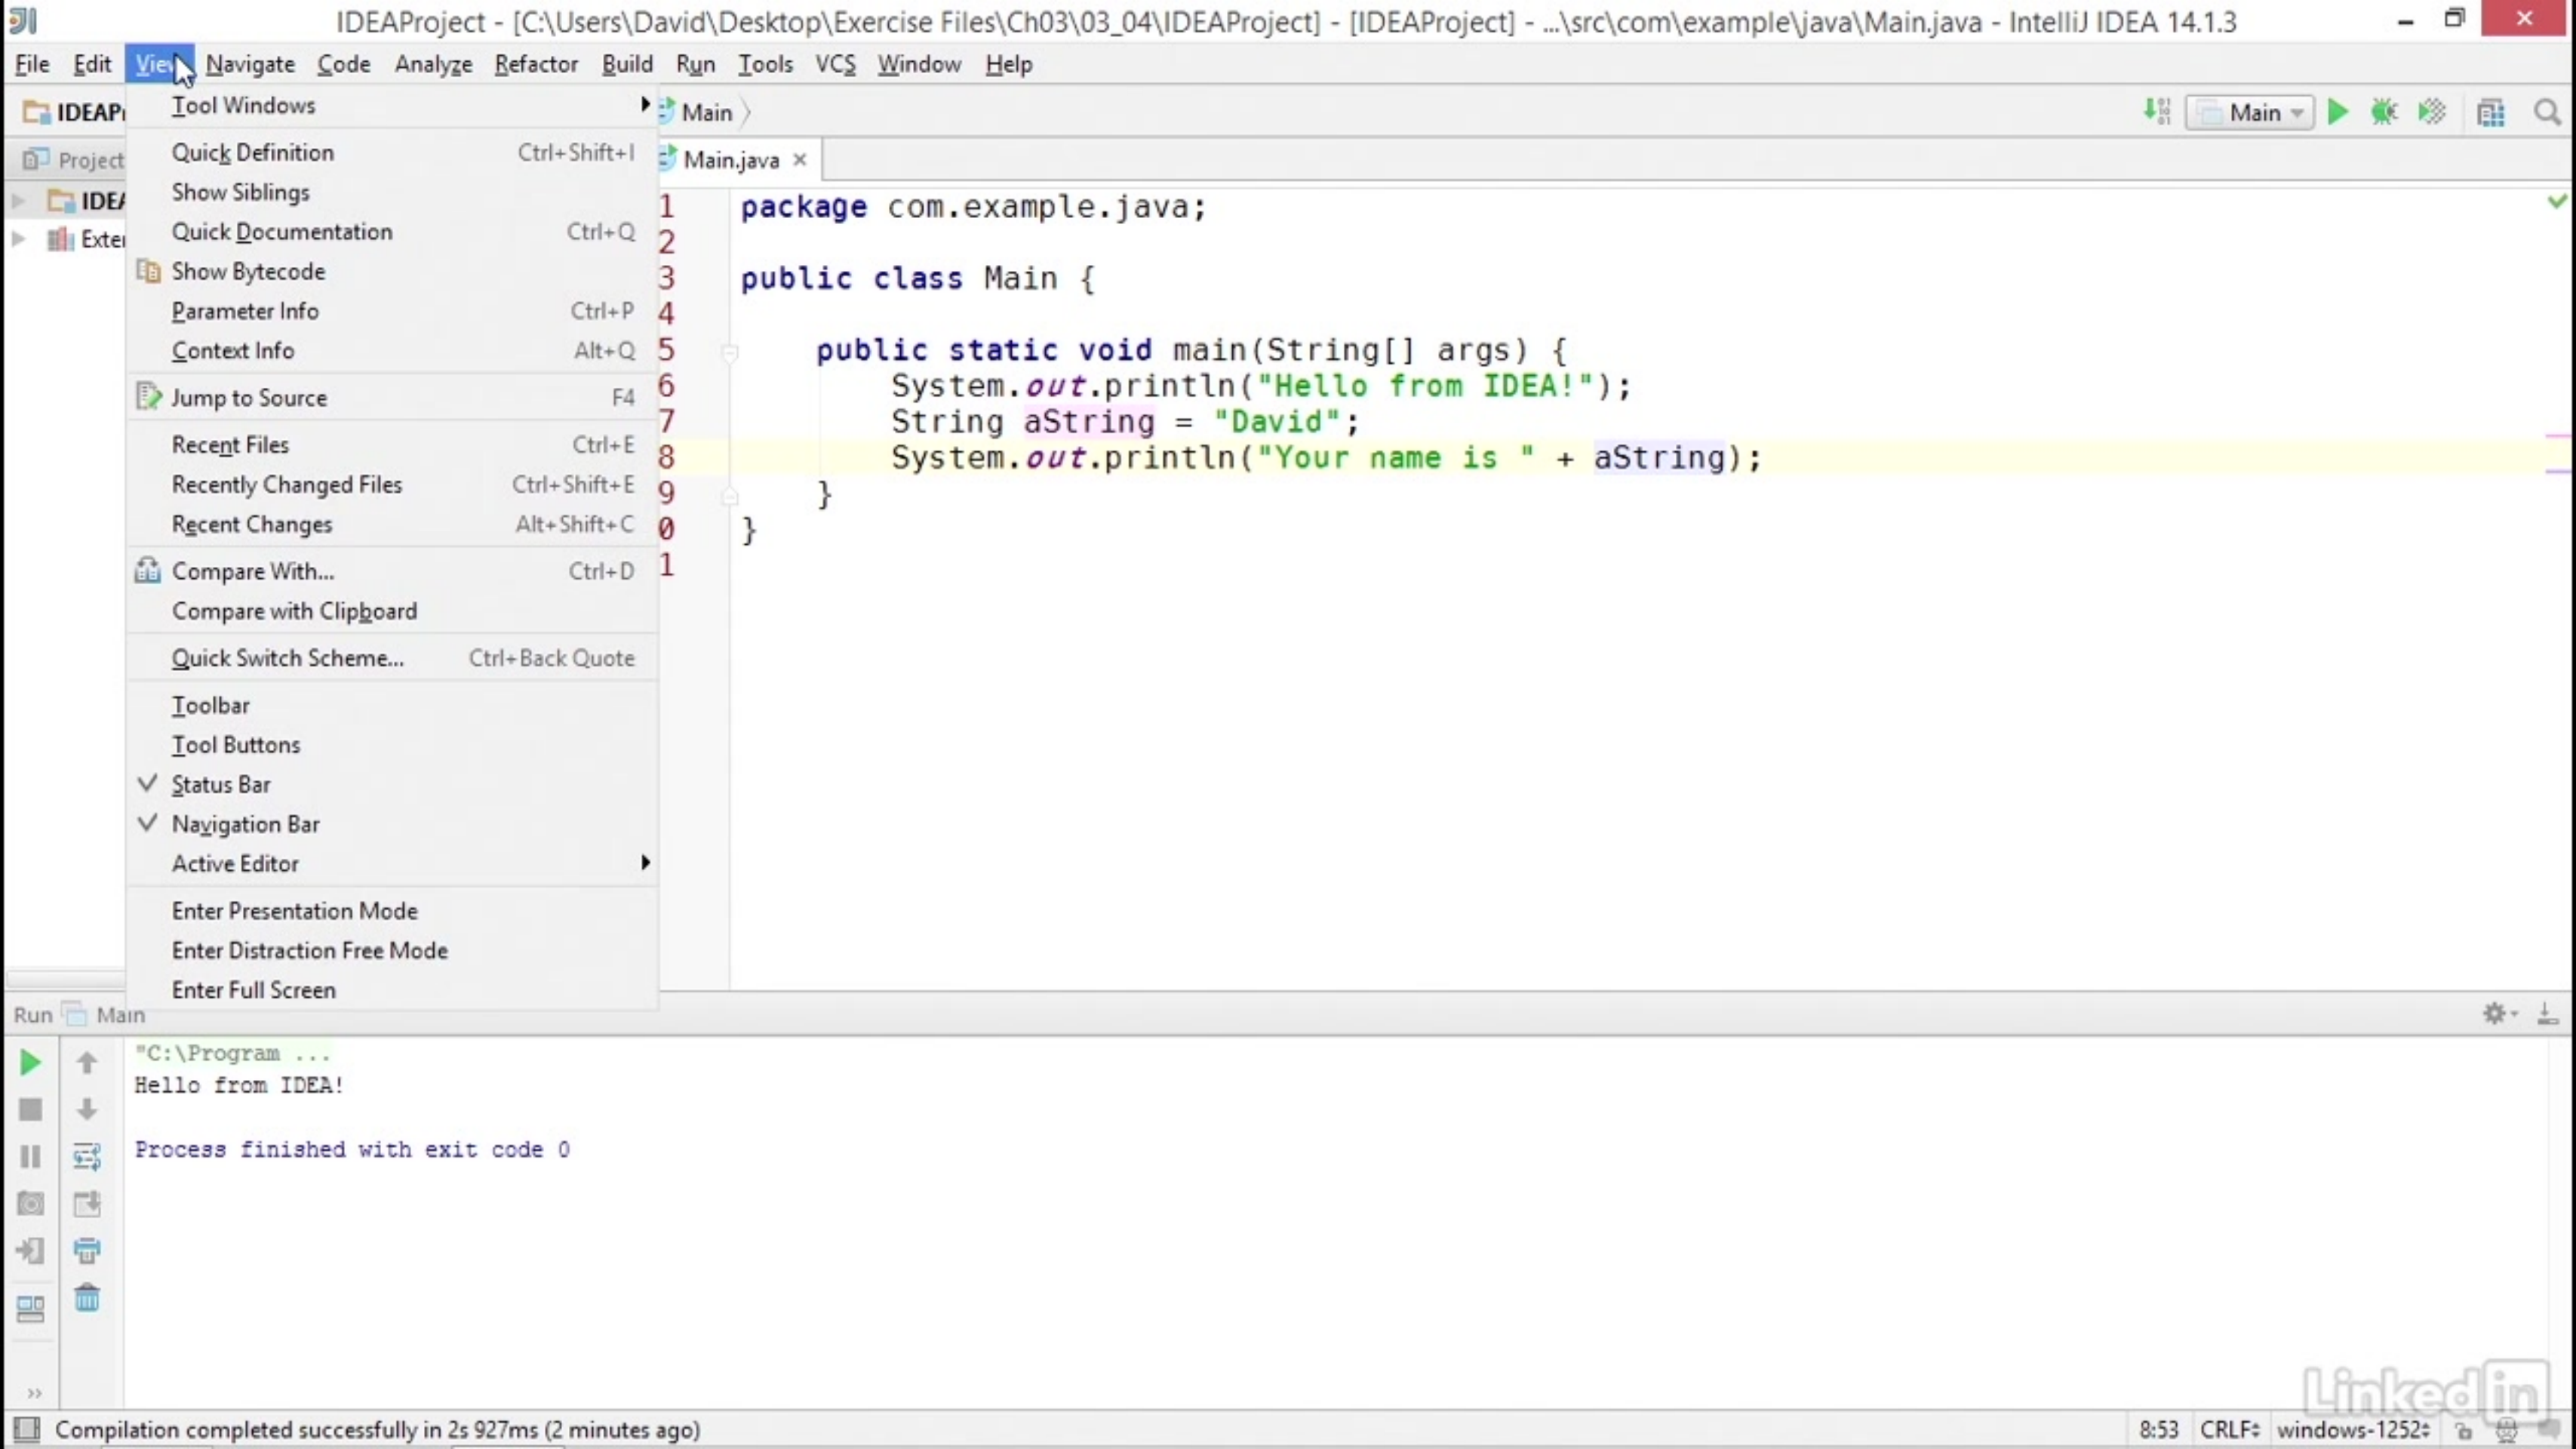 IDEAProject - [C:\Users\David\Desktop\Exercise Files\Ch03\03_04\IDEAProject] - [IDEAProject] - ...\src\com\example\java\Main.java - IntelliJ IDEA 14.1.3
File Edit View Navigate Code Analyze Refactor Build Run Tools VCS Window Help
IDEAP Main Main
Project
IDEA
Exter
Tool Windows
Quick Definition Ctrl+Shift+I
Show Siblings
Quick Documentation Ctrl+Q
Show Bytecode
Parameter Info Ctrl+P
Context Info Alt+Q
Jump to Source F4
Recent Files Ctrl+E
Recently Changed Files Ctrl+Shift+E
Recent Changes Alt+Shift+C
Compare With... Ctrl+D
Compare with Clipboard
Quick Switch Scheme... Ctrl+Back Quote
Toolbar
Tool Buttons
Status Bar
Navigation Bar
Active Editor
Enter Presentation Mode
Enter Distraction Free Mode
Enter Full Screen
Main.java
1 package com.example.java;
2
3 public class Main {
4
5 public static void main(String[] args) {
6 System.out.println("Hello from IDEA!");
7 String aString = "David";
8 System.out.println("Your name is " + aString);
9 }
0 }
1
Run Main
"C:\Program ...
Hello from IDEA!
Process finished with exit code 0
Linked in
Compilation completed successfully in 2s 927ms (2 minutes ago) 8:53 CRLF windows-1252